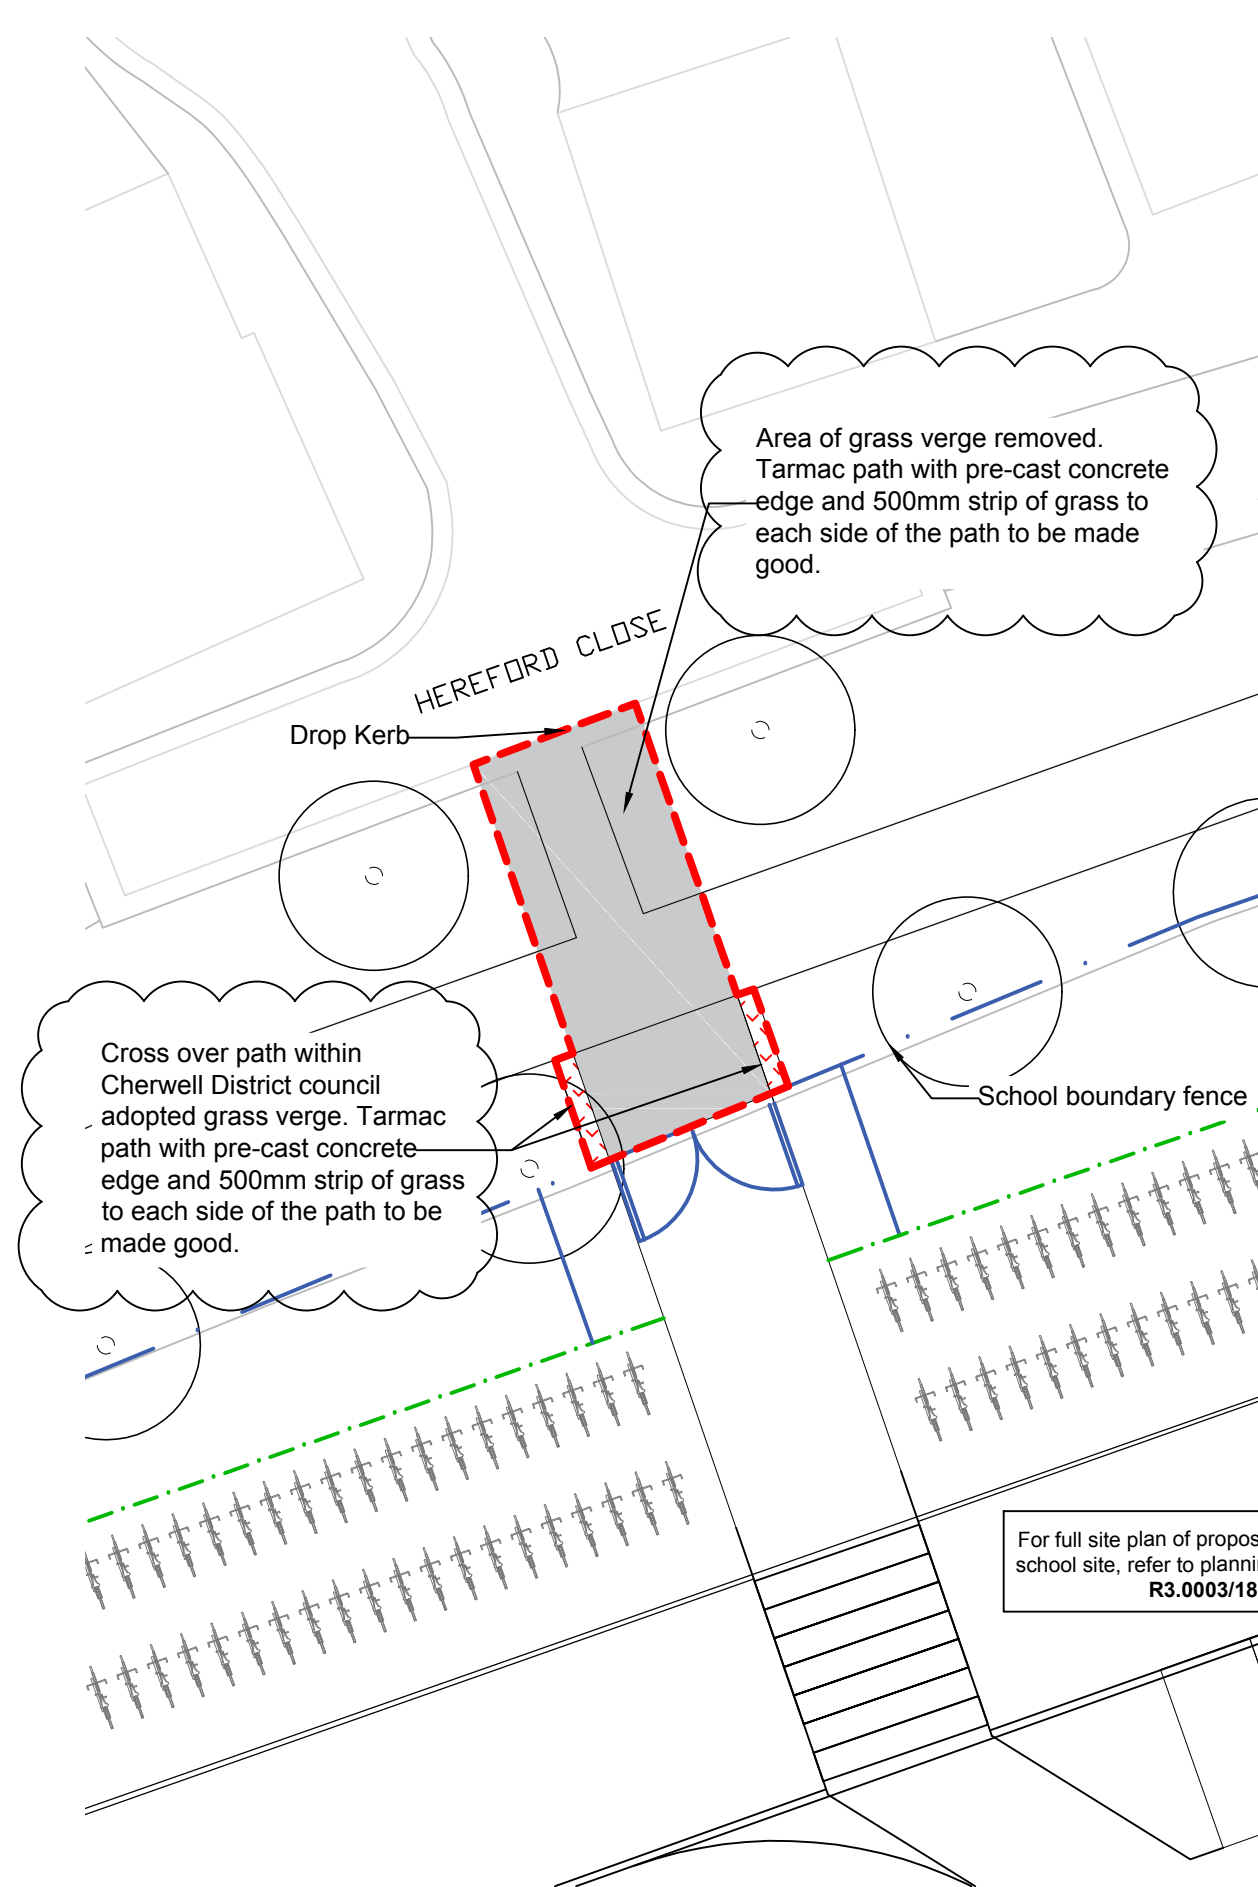 Area of grass verge removed.
Tarmac path with pre-cast concrete
edge and 500mm strip of grass to
each side of the path to be made
good.
HEREFORD CLOSE
Drop Kerb
Cross over path within
Cherwell District council
adopted grass verge. Tarmac
path with pre-cast concrete
edge and 500mm strip of grass
to each side of the path to be
made good.
School boundary fence
For full site plan of propos
school site, refer to planni
R3.0003/18